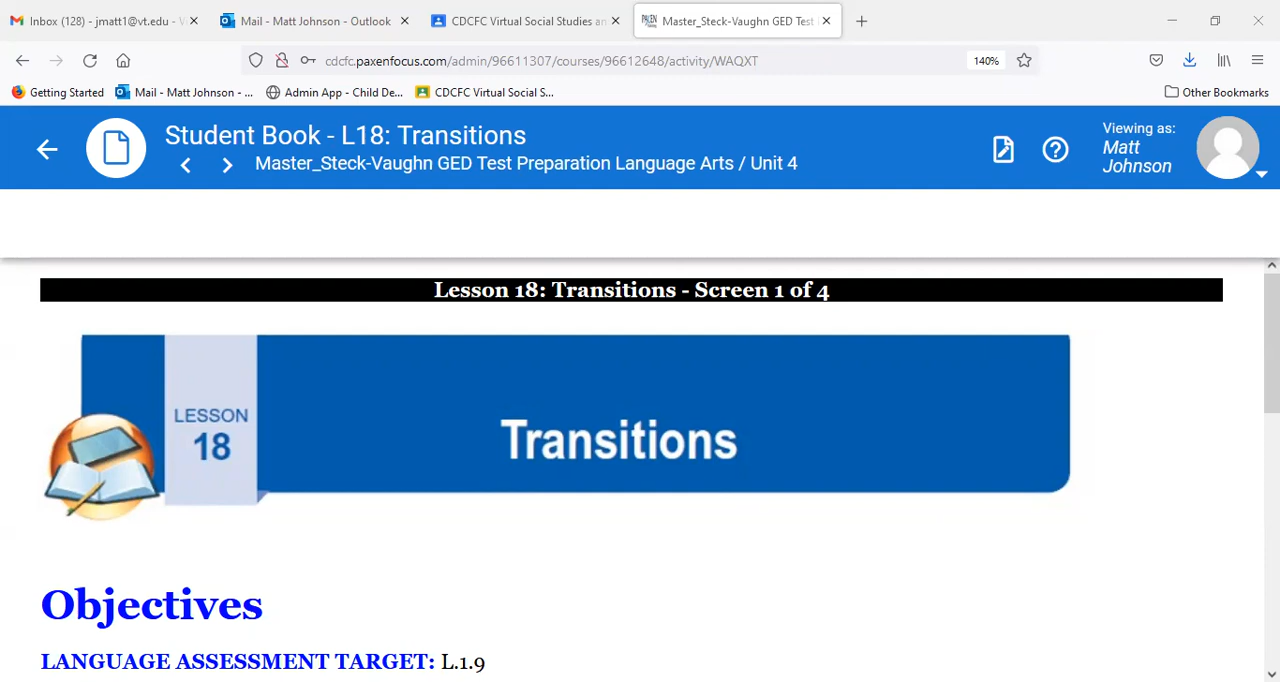 Inbox (128) - jmatt1@vt.edu -
Mail - Matt Johnson - Outlook
CDCFC Virtual Social Studies an
PAXEN
Master_Steck-Vaughn GED Test
cdcfc.paxenfocus.com/admin/96611307/courses/96612648/activity/WAQXT
140%
Getting Started
Mail - Matt Johnson - ...
Admin App - Child De...
CDCFC Virtual Social S...
Other Bookmarks
Student Book - L18: Transitions
Master_Steck-Vaughn GED Test Preparation Language Arts / Unit 4
Viewing as:
Matt
Johnson
Lesson 18: Transitions - Screen 1 of 4
LESSON
18
Transitions
Objectives
LANGUAGE ASSESSMENT TARGET: L.1.9